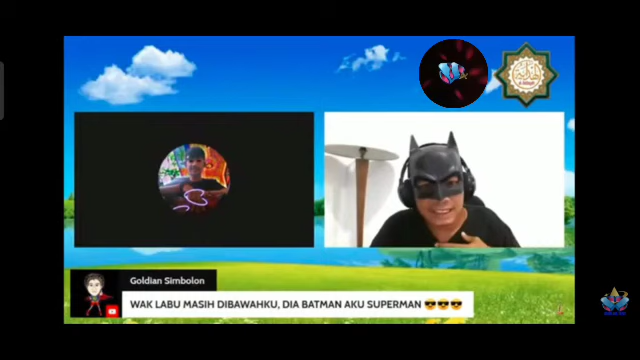 Goldian Simbolon
WAK LABU MASIH DIBAWAHKU, DIA BATMAN AKU SUPERMAN 😎😎😎